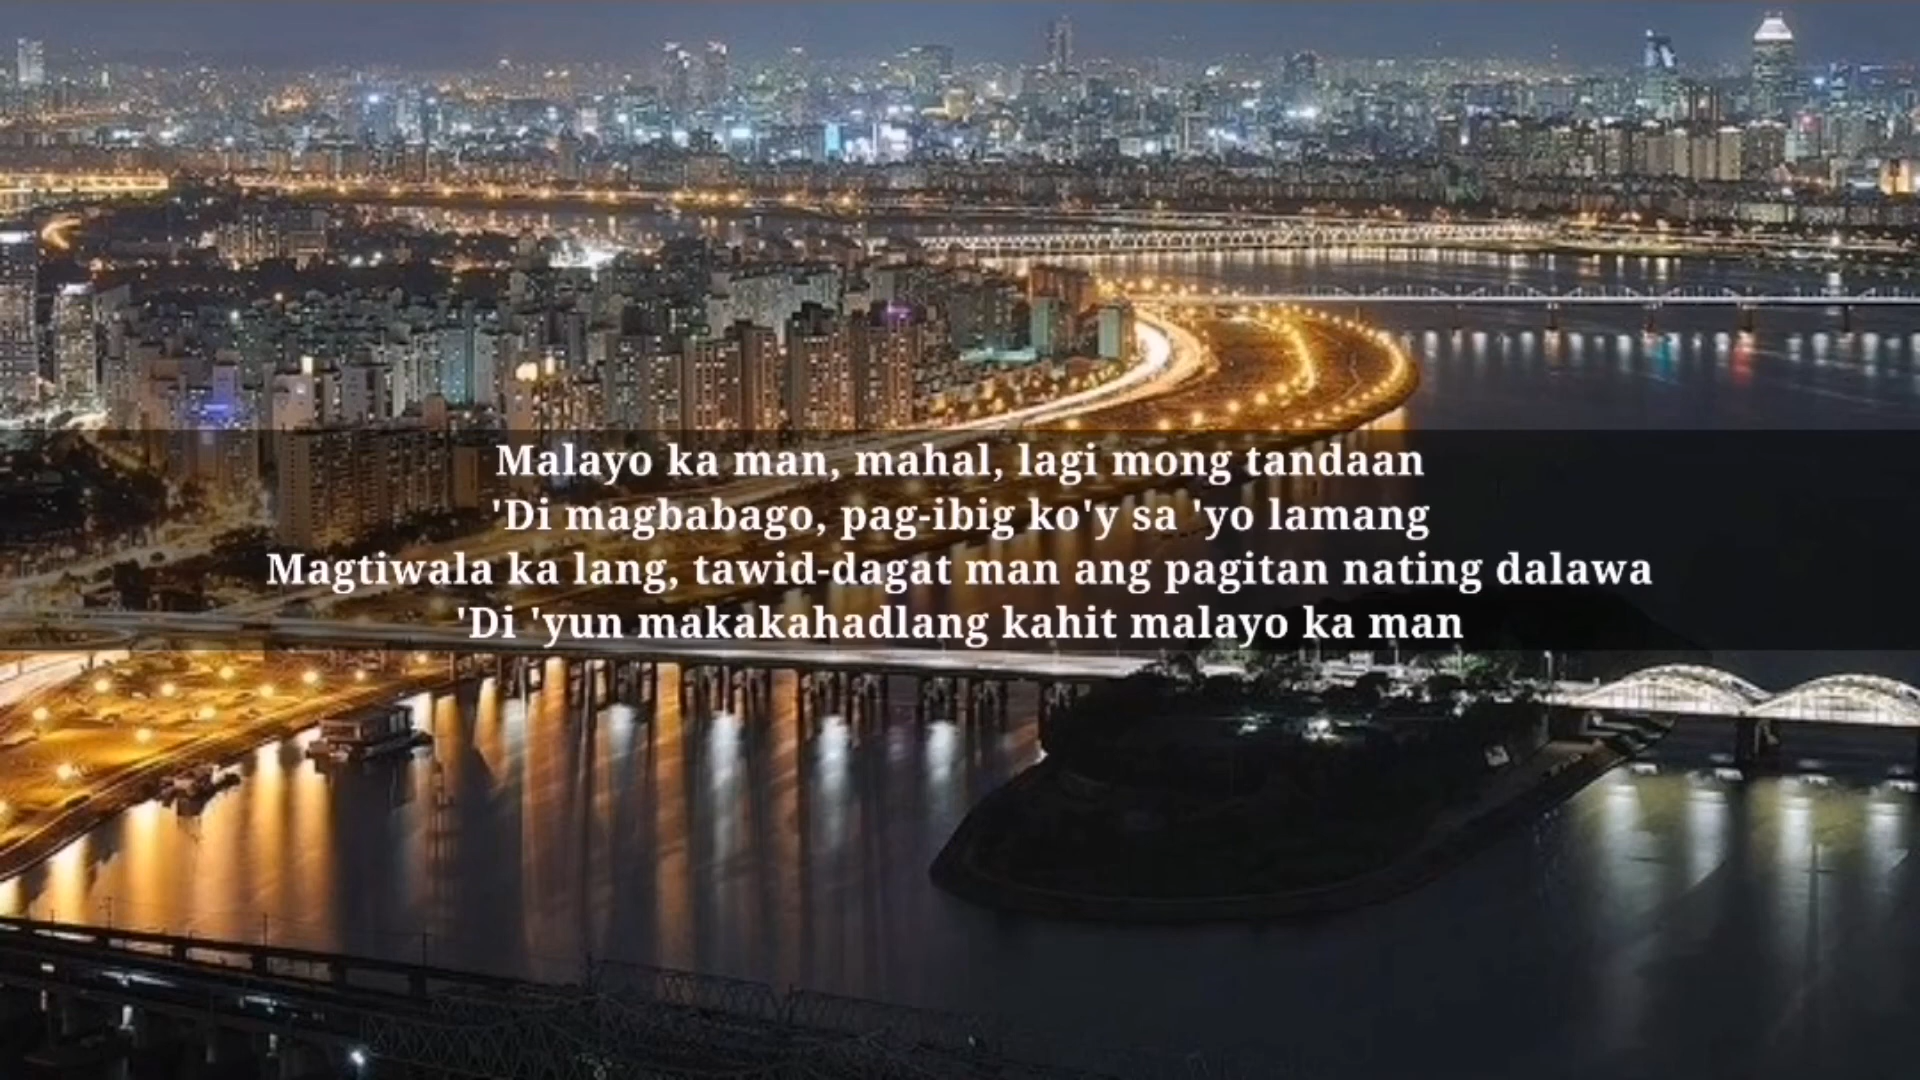 Malayo ka man, mahal, lagi mong tandaan
'Di magbabago, pag-ibig ko'y sa 'yo lamang
Magtiwala ka lang, tawid-dagat man ang pagitan nating dalawa
'Di 'yun makakahadlang kahit malayo ka man